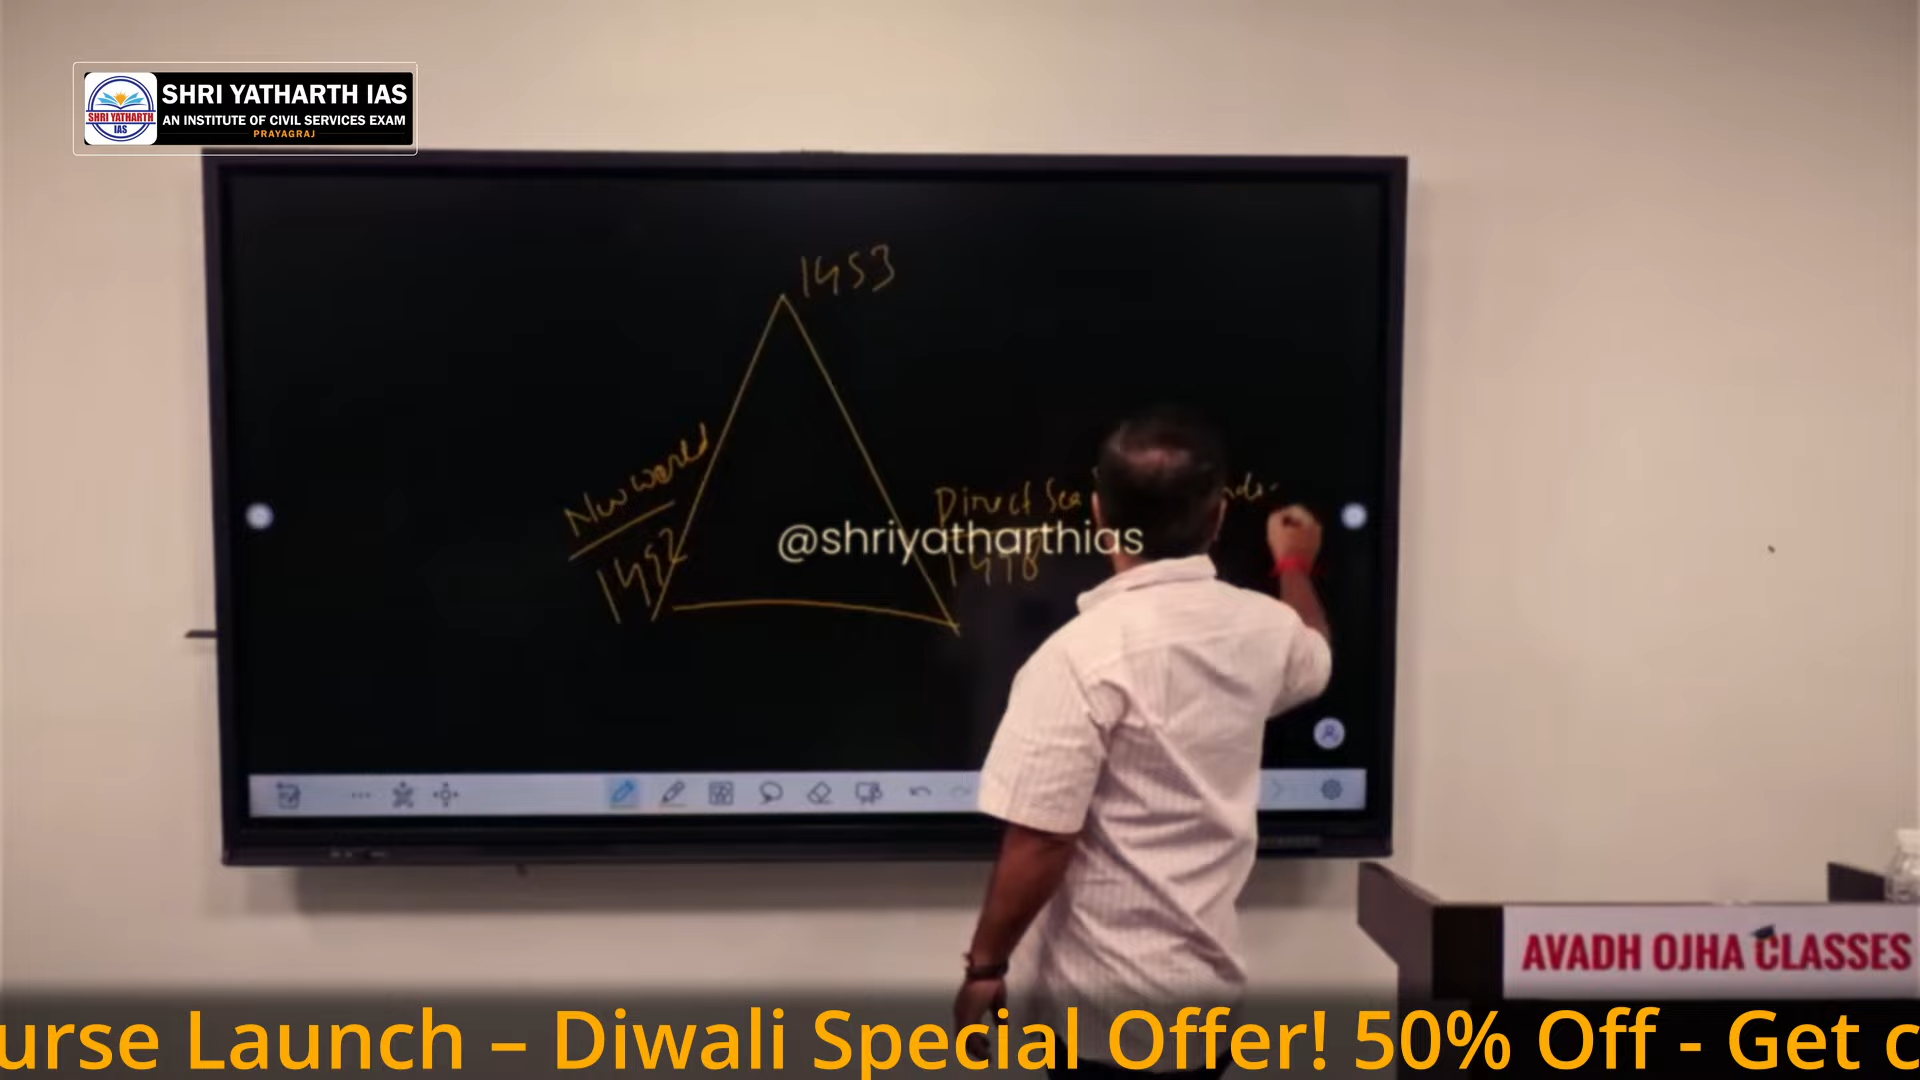 SHRI YATHARTH IAS
AN INSTITUTE OF CIVIL SERVICES EXAM
PRAYAGRAJ
SHRI YATHARTH
IAS
1453
New world
1492
Direct Sea
1498
@shriyatharthias
AVADH OJHA CLASSES
urse Launch – Diwali Special Offer! 50% Off - Get c